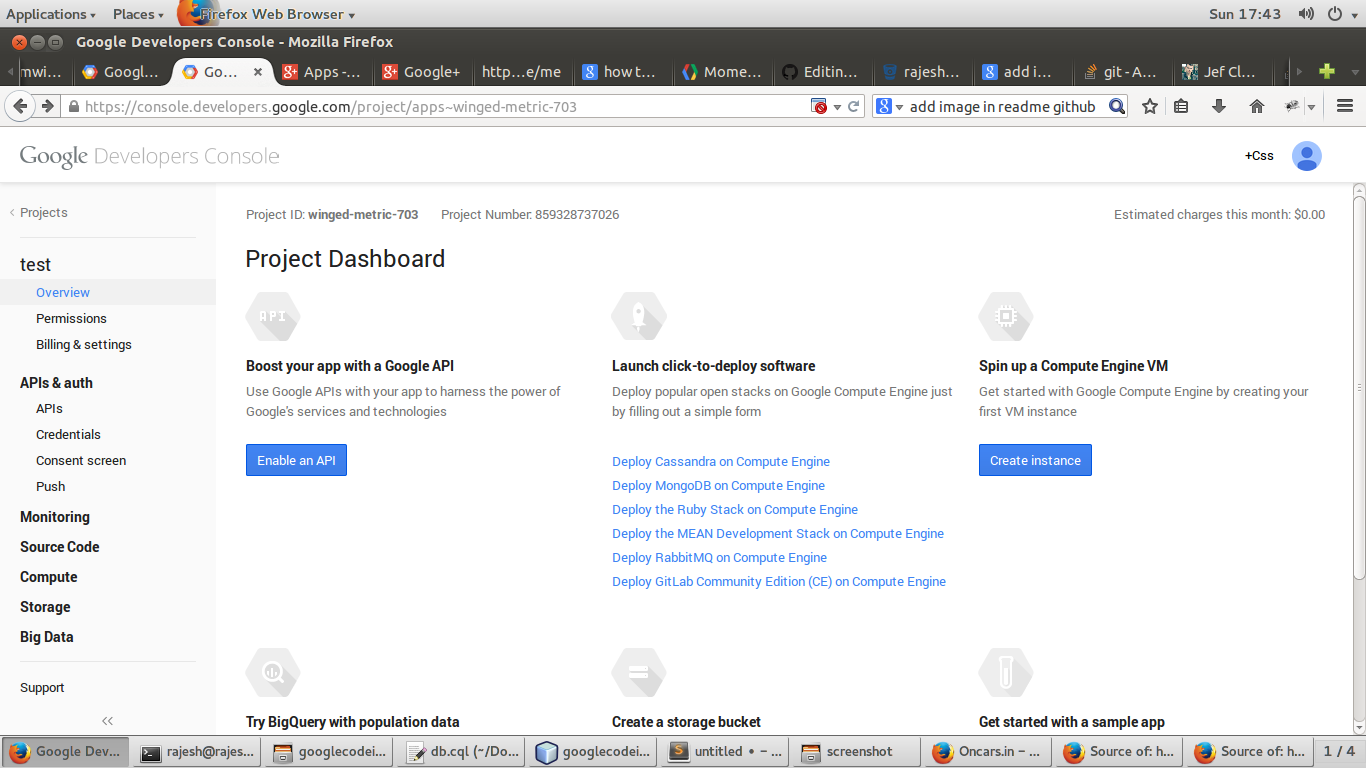 Applications Places Firefox Web Browser Sun 17:43
Google Developers Console - Mozilla Firefox
mwi... Googl... Go... Apps -... Google+ http...e/me how t... Mome... Editin... rajesh... add i... git - A... Jef Cl...
https://console.developers.google.com/project/apps~winged-metric-703 add image in readme github
Google Developers Console +Css
Projects
test
Overview
Permissions
Billing & settings
APIs & auth
APIs
Credentials
Consent screen
Push
Monitoring
Source Code
Compute
Storage
Big Data
Support
Project ID: winged-metric-703 Project Number: 859328737026 Estimated charges this month: $0.00
Project Dashboard
API
Boost your app with a Google API
Use Google APIs with your app to harness the power of
Google's services and technologies
Enable an API
Launch click-to-deploy software
Deploy popular open stacks on Google Compute Engine just
by filling out a simple form
Deploy Cassandra on Compute Engine
Deploy MongoDB on Compute Engine
Deploy the Ruby Stack on Compute Engine
Deploy the MEAN Development Stack on Compute Engine
Deploy RabbitMQ on Compute Engine
Deploy GitLab Community Edition (CE) on Compute Engine
Spin up a Compute Engine VM
Get started with Google Compute Engine by creating your
first VM instance
Create instance
Try BigQuery with population data
Create a storage bucket
Get started with a sample app
Google Dev... rajesh@rajes... googlecodei... db.cql (~/Do... googlecodei... untitled • – ... screenshot Oncars.in – ... Source of: h... Source of: h... 1 / 4